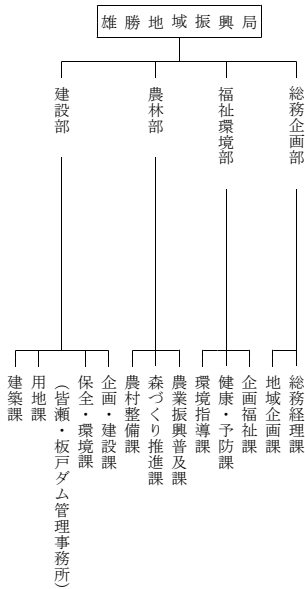 雄勝地域振興局
総務企画部
福祉環境部
農林部
建設部
総務経理課
地域企画課
企画福祉課
健康・予防課
環境指導課
農業振興普及課
森づくり推進課
農村整備課
企画・建設課
保全・環境課
（皆瀬・板戸ダム管理事務所）
用地課
建築課